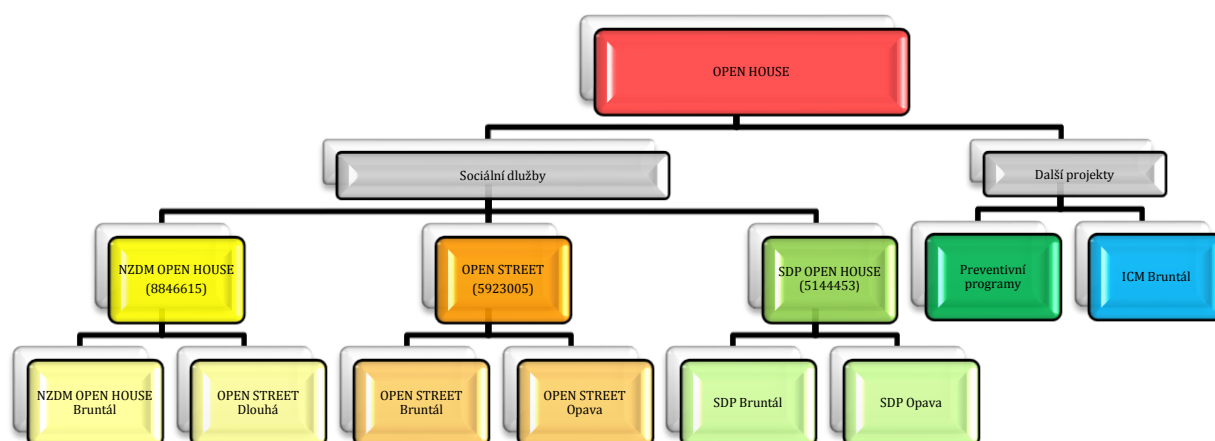 OPEN HOUSE
Sociální dlužby
Další projekty
NZDM OPEN HOUSE
(8846615)
OPEN STREET
(5923005)
SDP OPEN HOUSE
(5144453)
Preventivní
programy
ICM Bruntál
NZDM OPEN HOUSE
Bruntál
OPEN STREET
Dlouhá
OPEN STREET
Bruntál
OPEN STREET
Opava
SDP Bruntál
SDP Opava